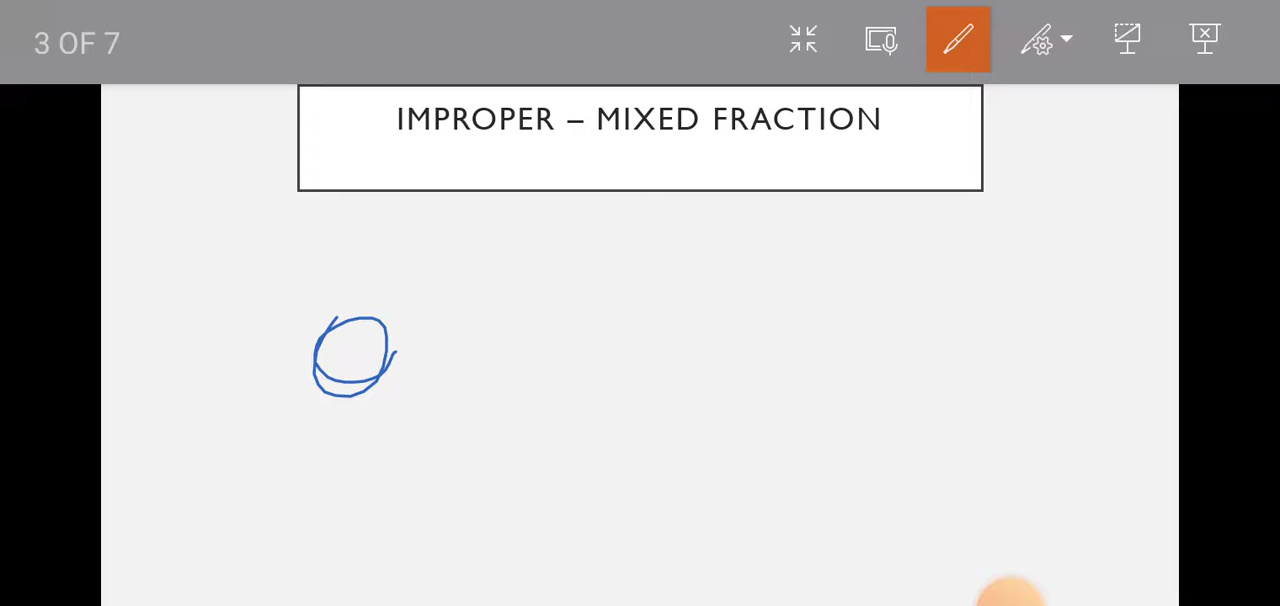 3 OF 7
IMPROPER – MIXED FRACTION